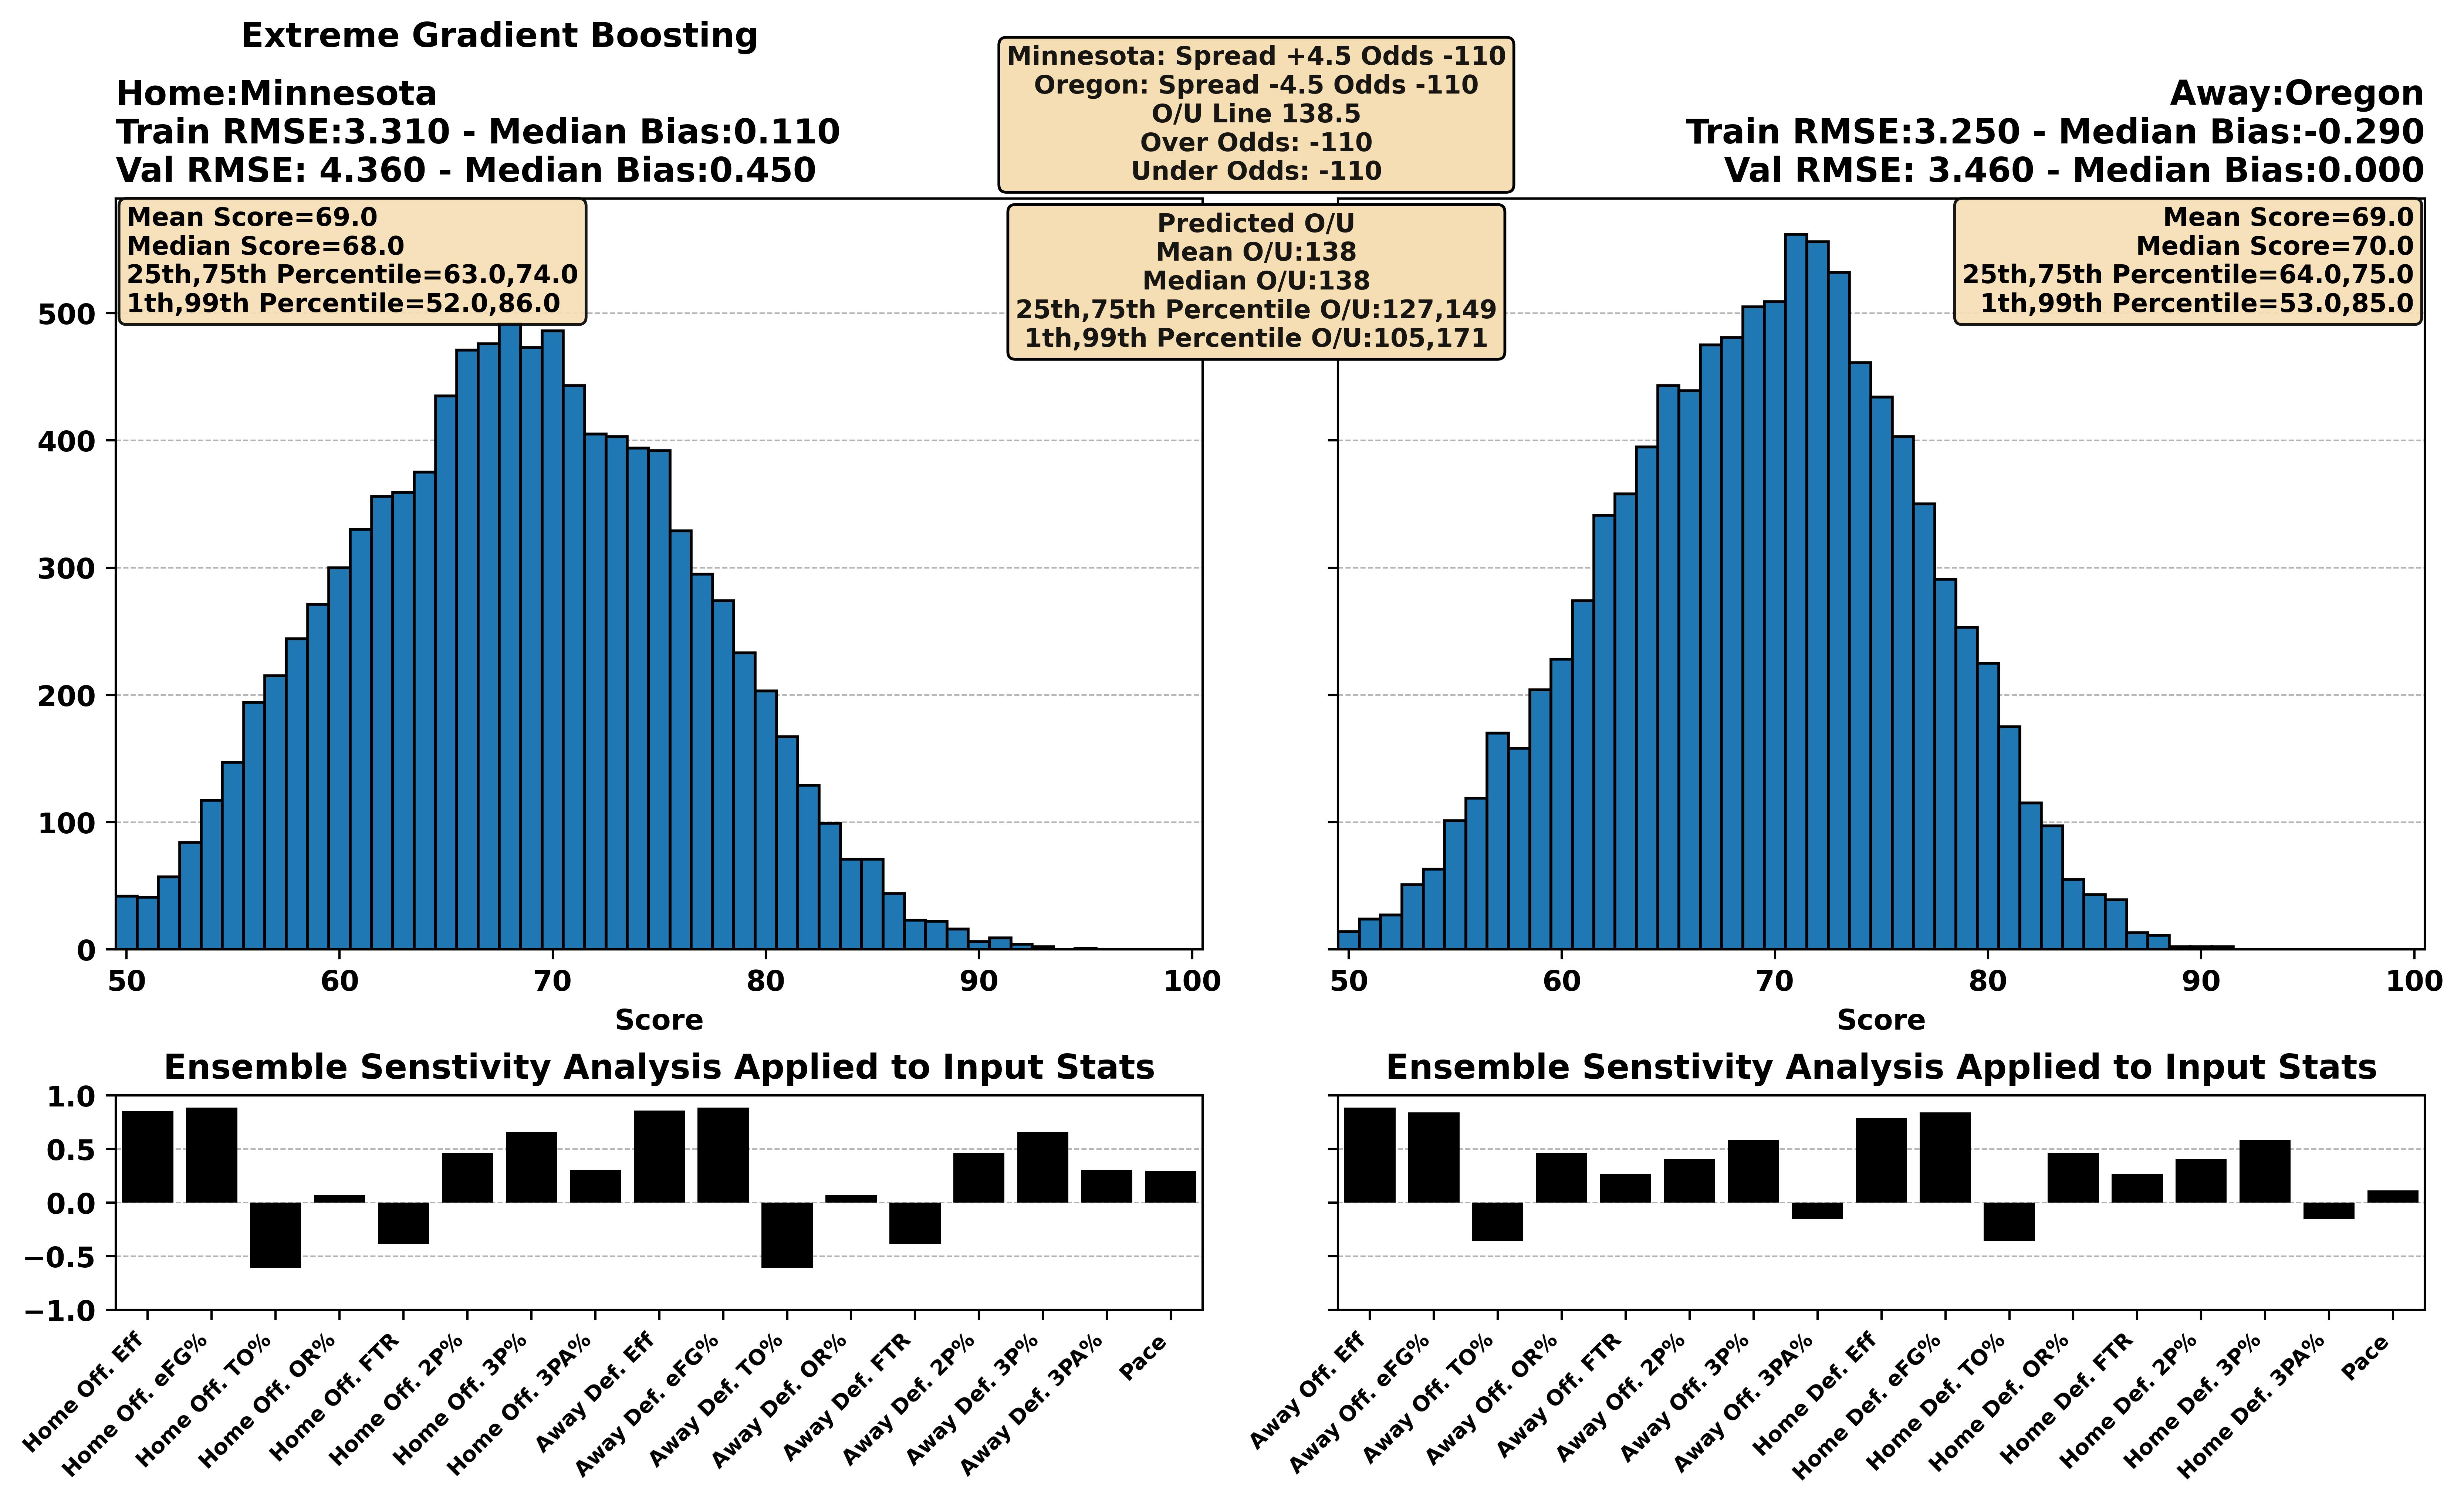 Extreme Gradient Boosting
Home:Minnesota
Train RMSE:3.310 - Median Bias:0.110
Val RMSE: 4.360 - Median Bias:0.450
Minnesota: Spread +4.5 Odds -110
Oregon: Spread -4.5 Odds -110
O/U Line 138.5
Over Odds: -110
Under Odds: -110
Away:Oregon
Train RMSE:3.250 - Median Bias:-0.290
Val RMSE: 3.460 - Median Bias:0.000
Mean Score=69.0
Median Score=68.0
25th,75th Percentile=63.0,74.0
1th,99th Percentile=52.0,86.0
Predicted O/U
Mean O/U:138
Median O/U:138
25th,75th Percentile O/U:127,149
1th,99th Percentile O/U:105,171
Mean Score=69.0
Median Score=70.0
25th,75th Percentile=64.0,75.0
1th,99th Percentile=53.0,85.0
500
400
300
200
100
0
50 60 70 80 90 100
Score
50 60 70 80 90 100
Score
Ensemble Senstivity Analysis Applied to Input Stats
1.0
0.5
0.0
−0.5
−1.0
Home Off. Eff
Home Off. eFG%
Home Off. TO%
Home Off. OR%
Home Off. FTR
Home Off. 2P%
Home Off. 3P%
Home Off. 3PA%
Away Def. Eff
Away Def. eFG%
Away Def. TO%
Away Def. OR%
Away Def. FTR
Away Def. 2P%
Away Def. 3P%
Away Def. 3PA%
Pace
Ensemble Senstivity Analysis Applied to Input Stats
Away Off. Eff
Away Off. eFG%
Away Off. TO%
Away Off. OR%
Away Off. FTR
Away Off. 2P%
Away Off. 3P%
Away Off. 3PA%
Home Def. Eff
Home Def. eFG%
Home Def. TO%
Home Def. OR%
Home Def. FTR
Home Def. 2P%
Home Def. 3P%
Home Def. 3PA%
Pace